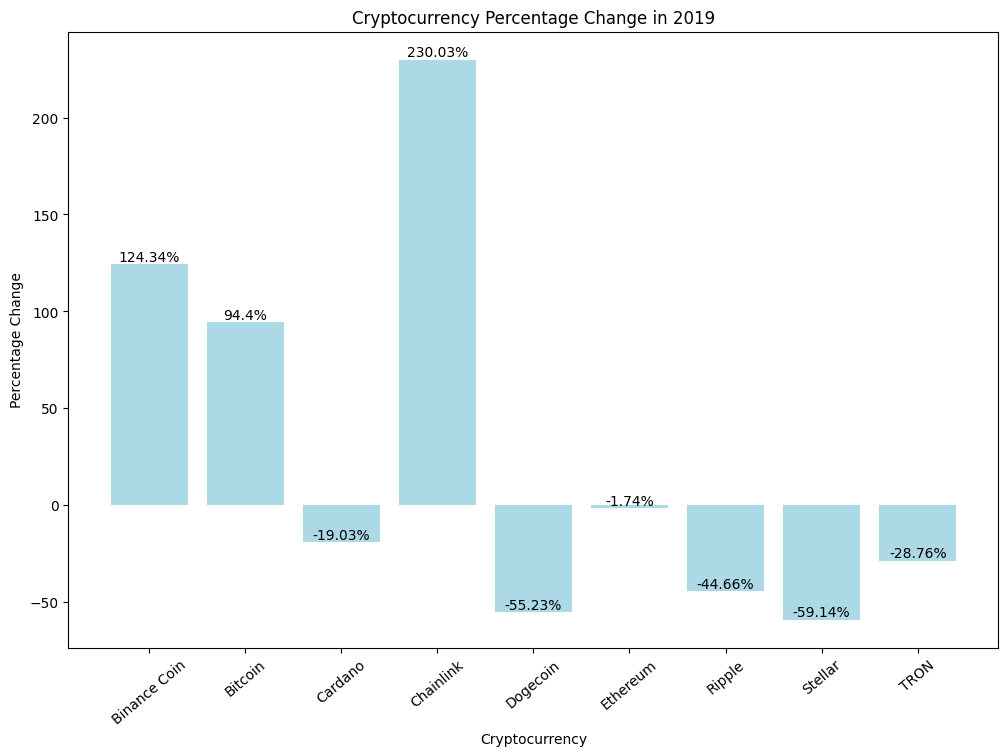 Cryptocurrency Percentage Change in 2019
Percentage Change
200
150
100
50
0
−50
124.34%
94.4%
-19.03%
230.03%
-55.23%
-1.74%
-44.66%
-59.14%
-28.76%
Binance Coin
Bitcoin
Cardano
Chainlink
Dogecoin
Ethereum
Ripple
Stellar
TRON
Cryptocurrency